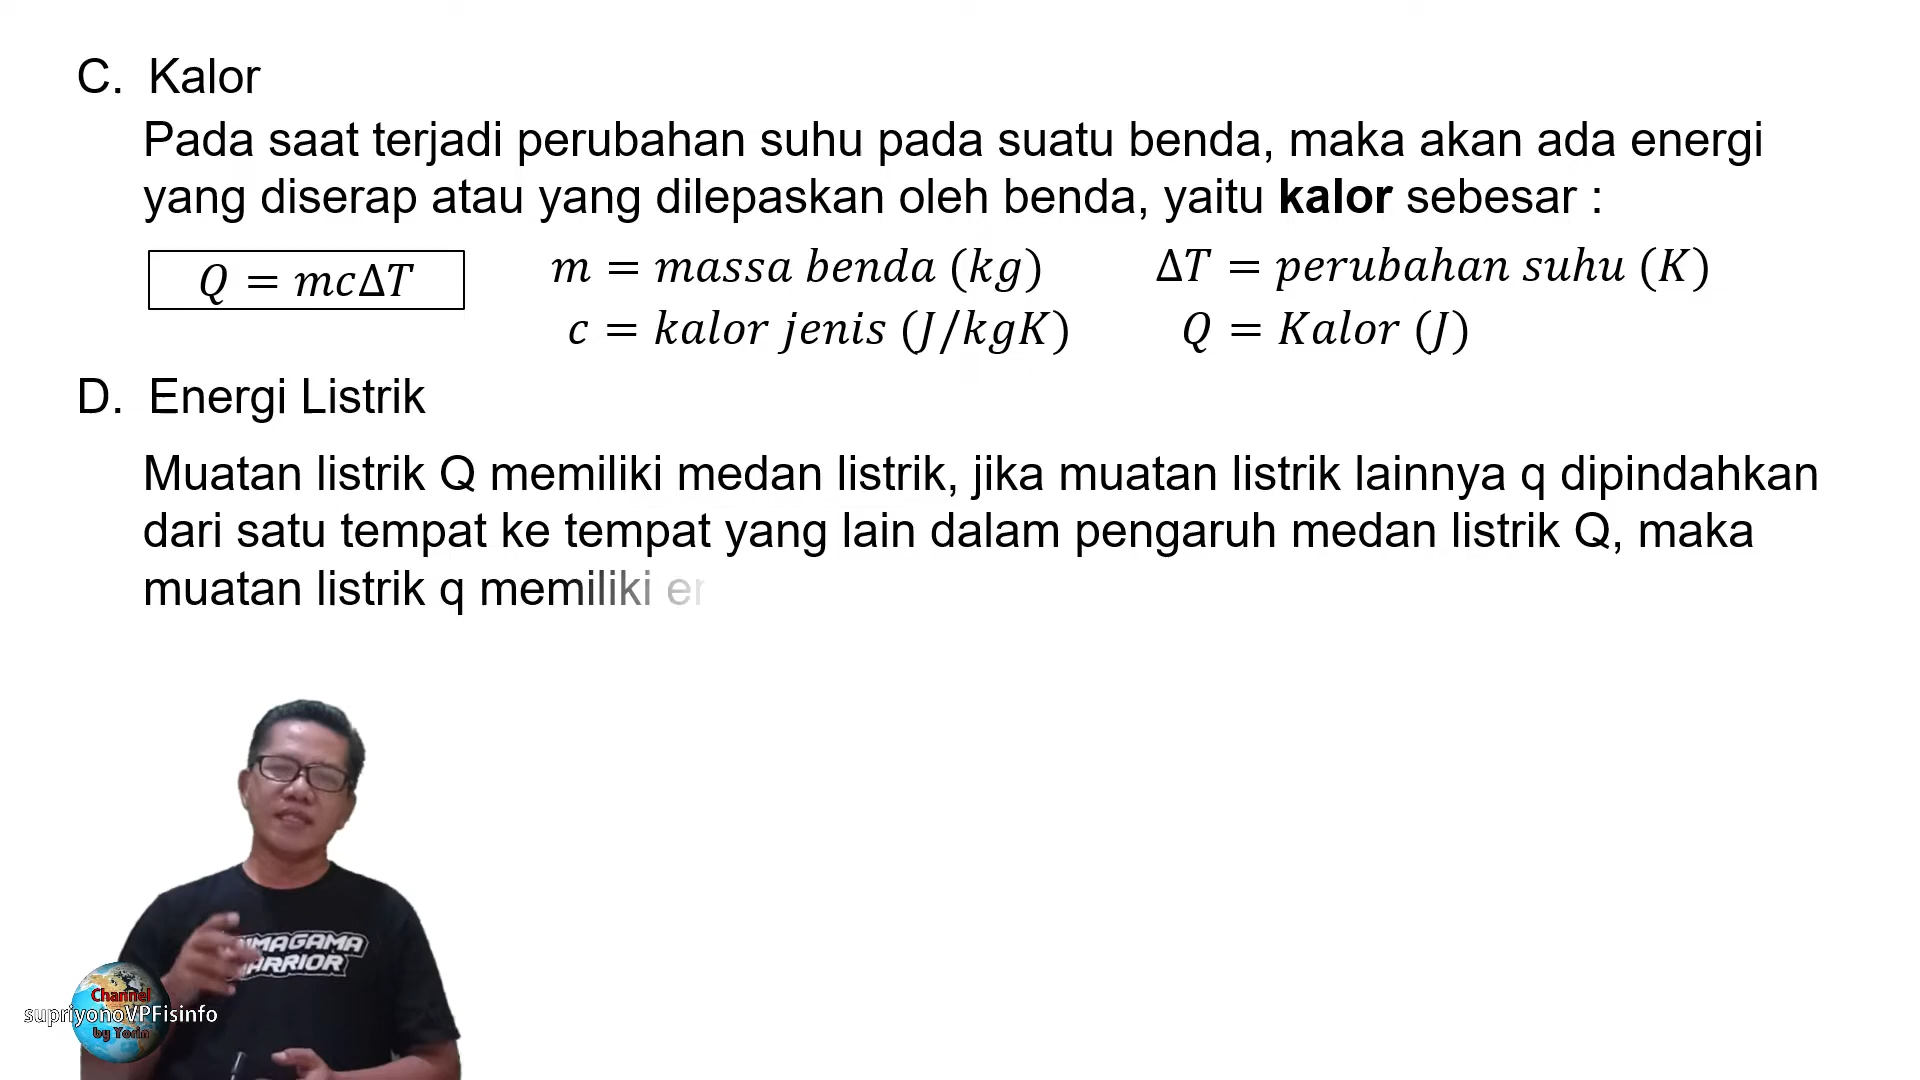 C. Kalor
Pada saat terjadi perubahan suhu pada suatu benda, maka akan ada energi
yang diserap atau yang dilepaskan oleh benda, yaitu kalor sebesar :
Q = mcΔT
m = massa benda (kg)
ΔT = perubahan suhu (K)
c = kalor jenis (J/kgK)
Q = Kalor (J)
D. Energi Listrik
Muatan listrik Q memiliki medan listrik, jika muatan listrik lainnya q dipindahkan
dari satu tempat ke tempat yang lain dalam pengaruh medan listrik Q, maka
muatan listrik q memiliki
Channel
supriyonoVPFisinfo
by Yorin